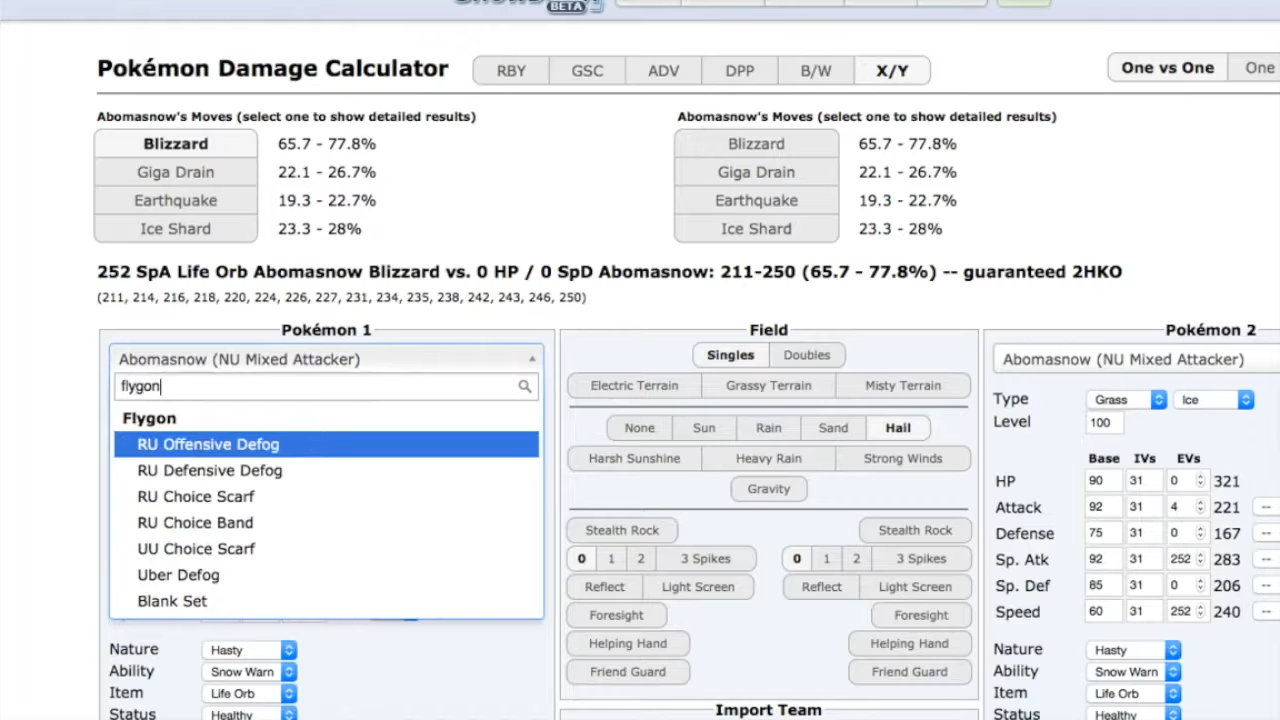 BETA
Pokémon Damage Calculator RBY GSC ADV DPP B/W X/Y One vs One One
Abomasnow's Moves (select one to show detailed results) Abomasnow's Moves (select one to show detailed results)
Blizzard 65.7 - 77.8% Blizzard 65.7 - 77.8%
Giga Drain 22.1 - 26.7% Giga Drain 22.1 - 26.7%
Earthquake 19.3 - 22.7% Earthquake 19.3 - 22.7%
Ice Shard 23.3 - 28% Ice Shard 23.3 - 28%
252 SpA Life Orb Abomasnow Blizzard vs. 0 HP / 0 SpD Abomasnow: 211-250 (65.7 - 77.8%) -- guaranteed 2HKO
(211, 214, 216, 218, 220, 224, 226, 227, 231, 234, 235, 238, 242, 243, 246, 250)
Pokémon 1
Abomasnow (NU Mixed Attacker)
flygon
Flygon
RU Offensive Defog
RU Defensive Defog
RU Choice Scarf
RU Choice Band
UU Choice Scarf
Uber Defog
Blank Set
Nature Hasty
Ability Snow Warn
Item Life Orb
Status Healthy
Field
Singles Doubles
Electric Terrain Grassy Terrain Misty Terrain
None Sun Rain Sand Hail
Harsh Sunshine Heavy Rain Strong Winds
Gravity
Stealth Rock Stealth Rock
0 1 2 3 Spikes 0 1 2 3 Spikes
Reflect Light Screen Reflect Light Screen
Foresight Foresight
Helping Hand Helping Hand
Friend Guard Friend Guard
Import Team
Pokémon 2
Abomasnow (NU Mixed Attacker)
Type Grass Ice
Level 100
Base IVs EVs
HP 90 31 0 321
Attack 92 31 4 221 --
Defense 75 31 0 167 --
Sp. Atk 92 31 252 283 --
Sp. Def 85 31 0 206 --
Speed 60 31 252 240 --
Nature Hasty
Ability Snow Warn
Item Life Orb
Status Healthy